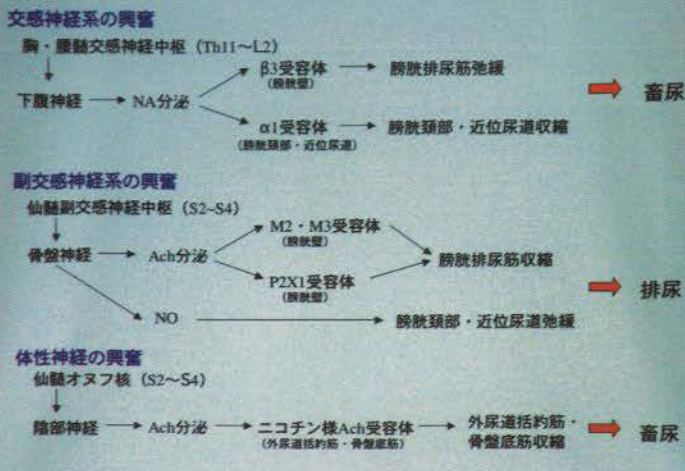 交感神経系の興奮
胸・腰髄交感神経中枢（Th11～L2）
下腹神経
NA分泌
β3受容体
（膀胱壁）
膀胱排尿筋弛緩
α1受容体
（膀胱頚部・近位尿道）
膀胱頚部・近位尿道収縮
畜尿
副交感神経系の興奮
仙髄副交感神経中枢（S2~S4）
骨盤神経
Ach分泌
M2・M3受容体
（膀胱壁）
P2X1受容体
（膀胱壁）
膀胱排尿筋収縮
NO
膀胱頚部・近位尿道弛緩
排尿
体性神経の興奮
仙髄オヌフ核（S2～S4）
陰部神経
Ach分泌
ニコチン様Ach受容体
（外尿道括約筋・骨盤底筋）
外尿道括約筋・
骨盤底筋収縮
畜尿